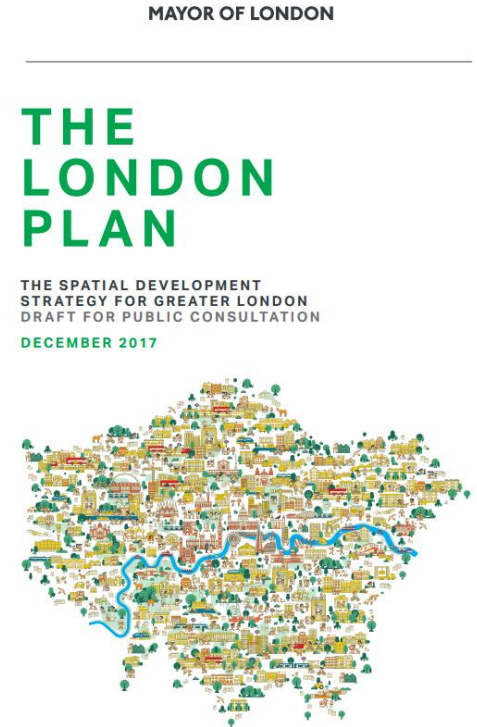 MAYOR OF LONDON
THE
LONDON
PLAN
THE SPATIAL DEVELOPMENT
STRATEGY FOR GREATER LONDON
DRAFT FOR PUBLIC CONSULTATION
DECEMBER 2017